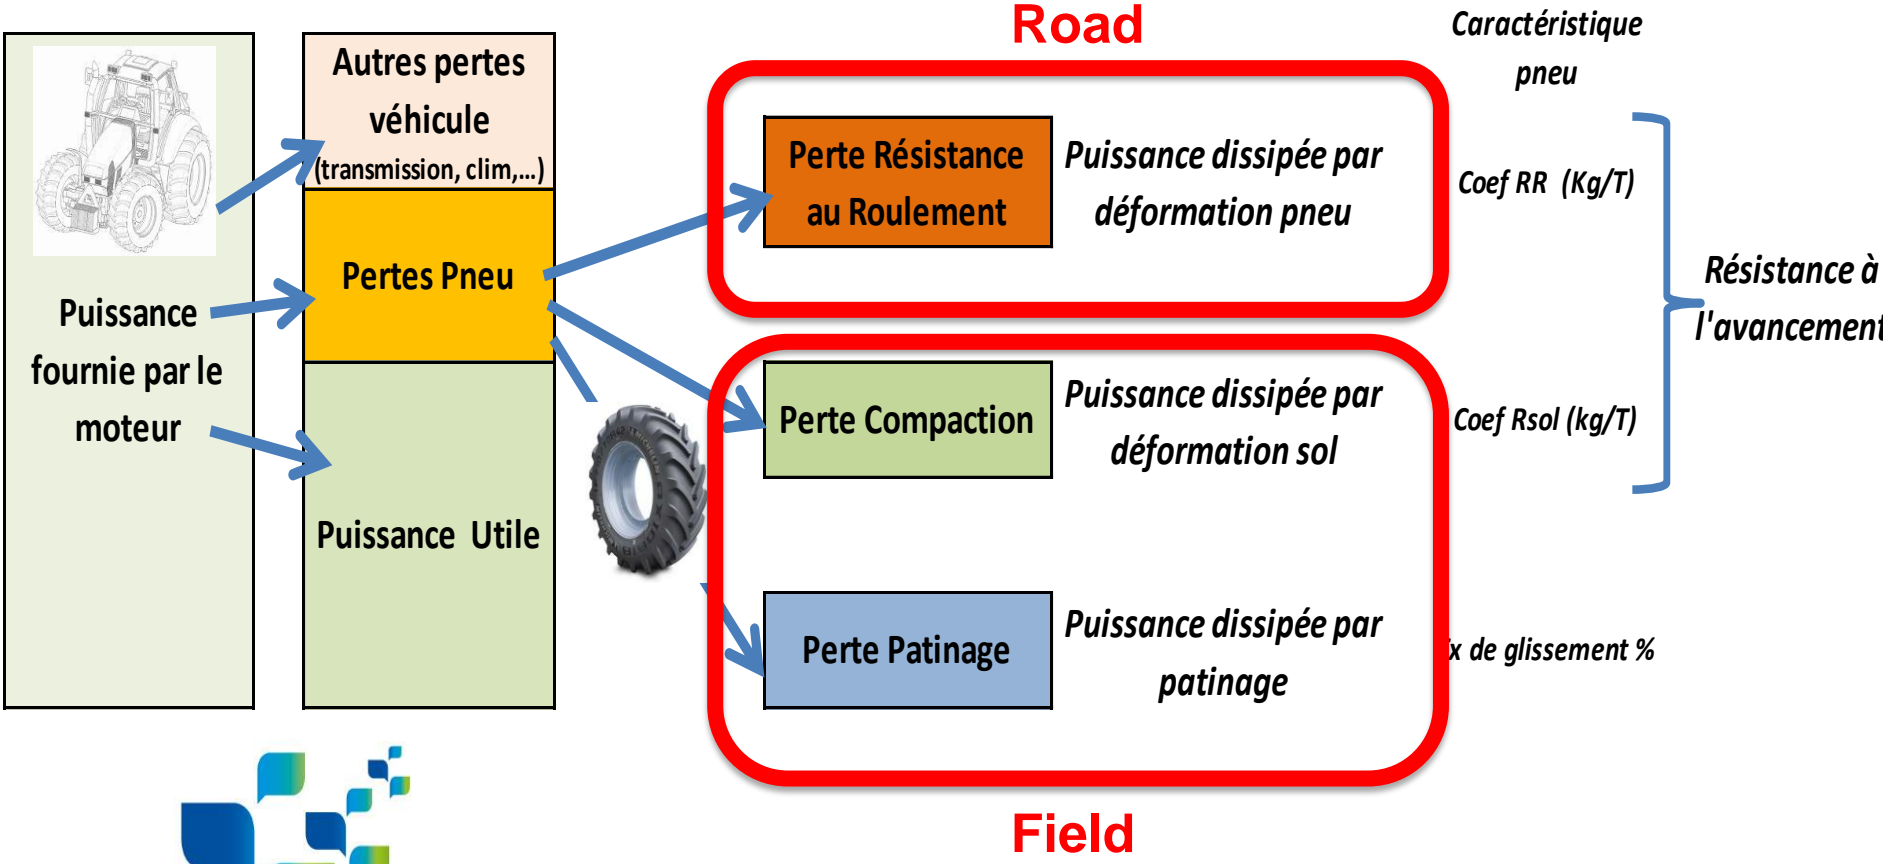 Road
Caractéristique
pneu
Autres pertes
véhicule
(transmission, clim,...)
Perte Résistance
au Roulement
Puissance dissipée par
déformation pneu
Coef RR (Kg/T)
Pertes Pneu
Résistance à
l'avancement
Puissance
fournie par le
moteur
Perte Compaction
Puissance dissipée par
déformation sol
Coef Rsol (kg/T)
Puissance Utile
Perte Patinage
Puissance dissipée par
patinage
de glissement %
Field